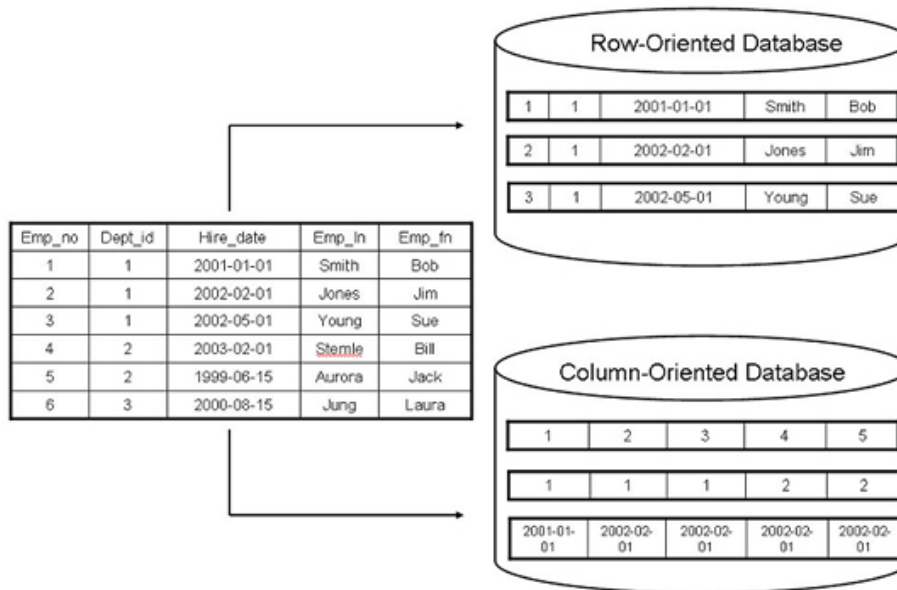 Row-Oriented Database
1 1 2001-01-01 Smith Bob
2 1 2002-02-01 Jones Jim
3 1 2002-05-01 Young Sue
Emp_no Dept_id Hire_date Emp_ln Emp_fn
1 1 2001-01-01 Smith Bob
2 1 2002-02-01 Jones Jim
3 1 2002-05-01 Young Sue
4 2 2003-02-01 Stemle Bill
5 2 1999-06-15 Aurora Jack
6 3 2000-08-15 Jung Laura
Column-Oriented Database
1 2 3 4 5
1 1 1 2 2
2001-01- 2002-02- 2002-02- 2002-02- 2002-02-
01 01 01 01 01